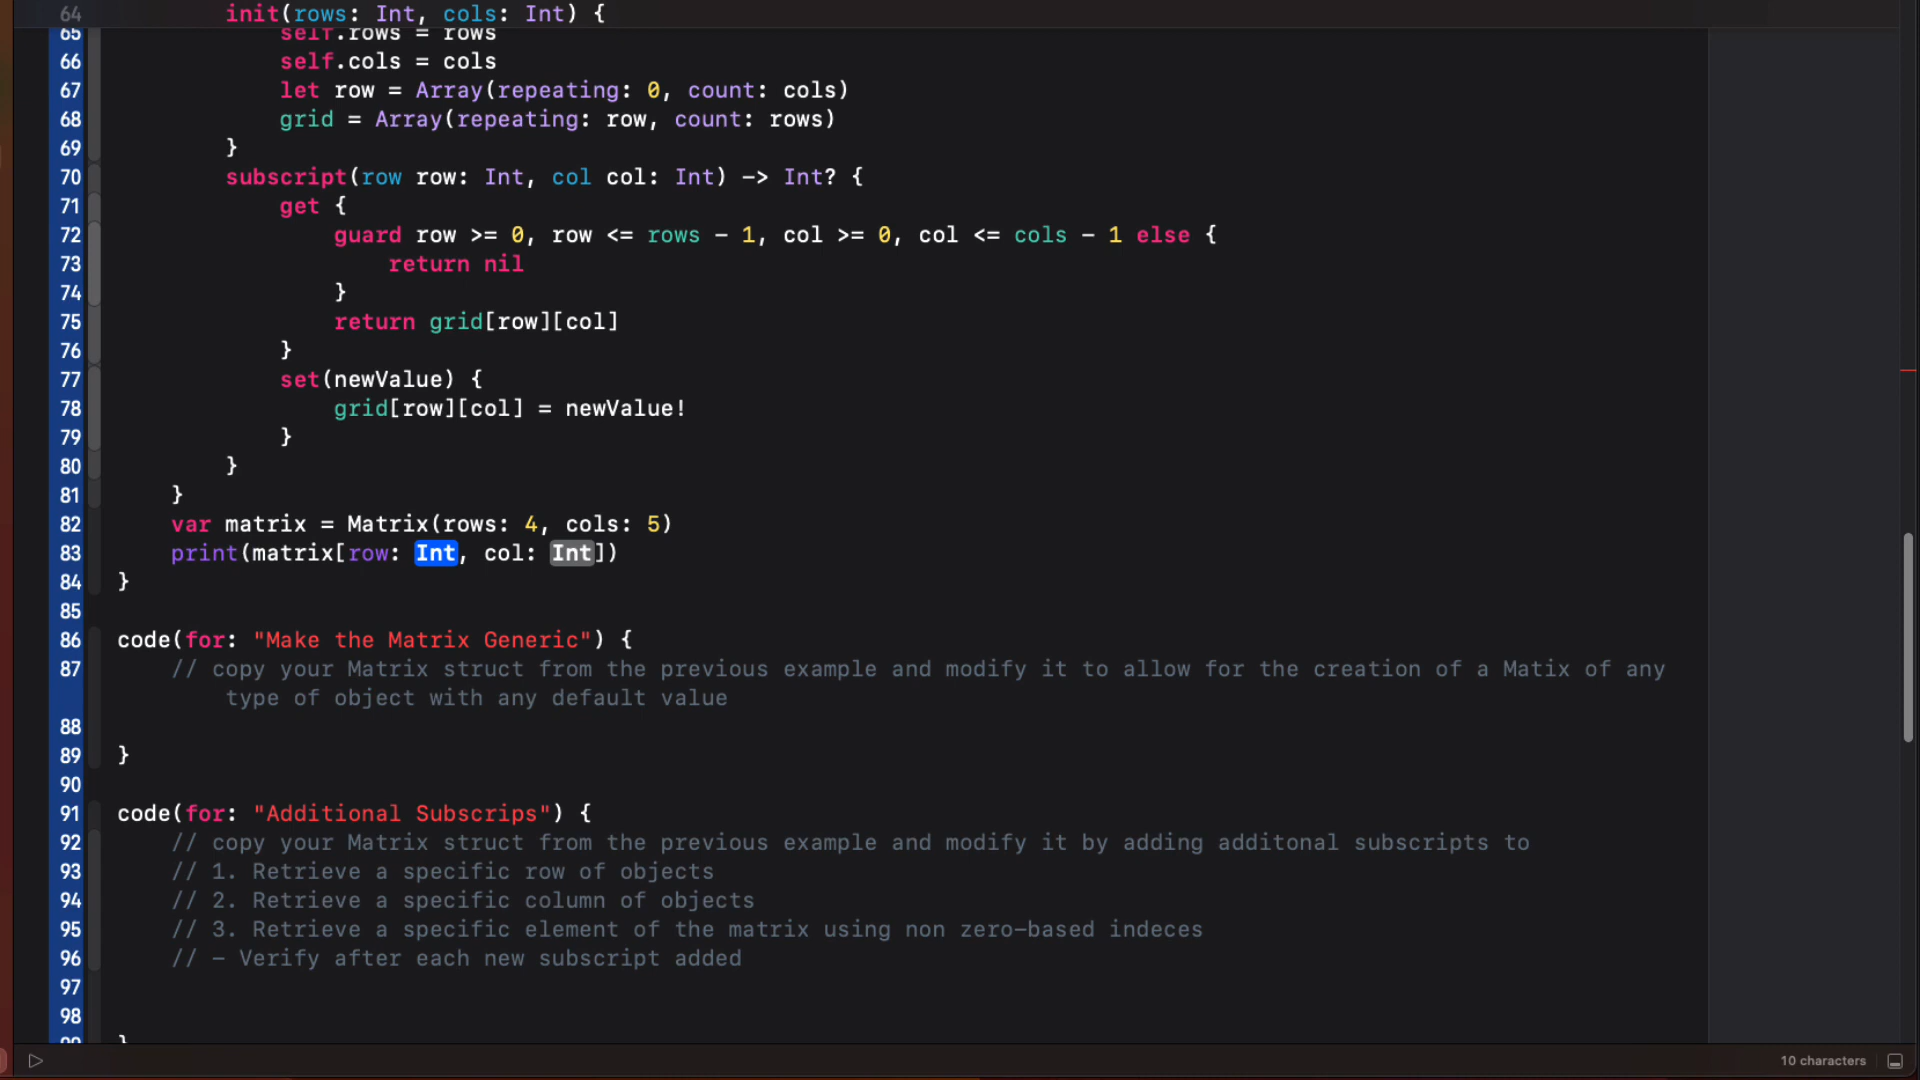 64 init(rows: Int, cols: Int) {
65 self.rows = rows
66 self.cols = cols
67 let row = Array(repeating: 0, count: cols)
68 grid = Array(repeating: row, count: rows)
69 }
70 subscript(row row: Int, col col: Int) -> Int? {
71 get {
72 guard row >= 0, row <= rows - 1, col >= 0, col <= cols - 1 else {
73 return nil
74 }
75 return grid[row][col]
76 }
77 set(newValue) {
78 grid[row][col] = newValue!
79 }
80 }
81 }
82 var matrix = Matrix(rows: 4, cols: 5)
83 print(matrix[row: Int, col: Int])
84 }
85
86 code(for: "Make the Matrix Generic") {
87 // copy your Matrix struct from the previous example and modify it to allow for the creation of a Matix of any
type of object with any default value
88
89 }
90
91 code(for: "Additional Subscrips") {
92 // copy your Matrix struct from the previous example and modify it by adding additonal subscripts to
93 // 1. Retrieve a specific row of objects
94 // 2. Retrieve a specific column of objects
95 // 3. Retrieve a specific element of the matrix using non zero-based indeces
96 // - Verify after each new subscript added
97
98
99 }
10 characters